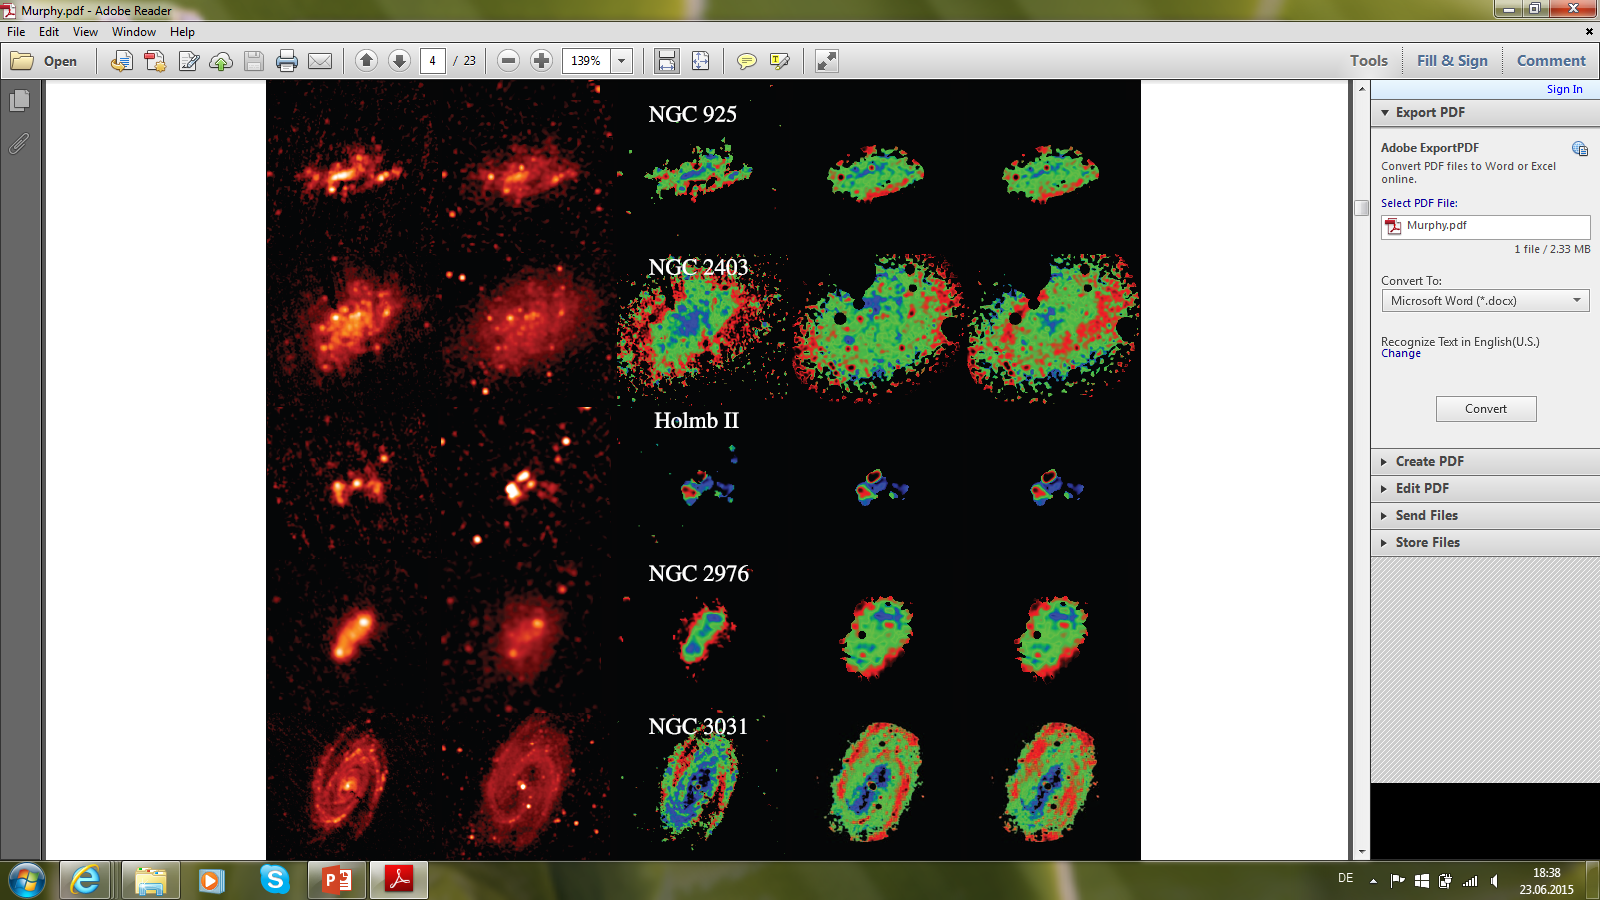 Murphy.pdf - Adobe Reader
File Edit View Window Help
Open 4 / 23 139% Tools Fill & Sign Comment
Sign In
Export PDF
Adobe ExportPDF
Convert PDF files to Word or Excel
online.
Select PDF File:
Murphy.pdf
1 file / 2.33 MB
Convert To:
Microsoft Word (*.docx)
Recognize Text in English(U.S.)
Change
Convert
Create PDF
Edit PDF
Send Files
Store Files
NGC 925
NGC 2403
Holmb II
NGC 2976
NGC 3031
DE
18:38
23.06.2015